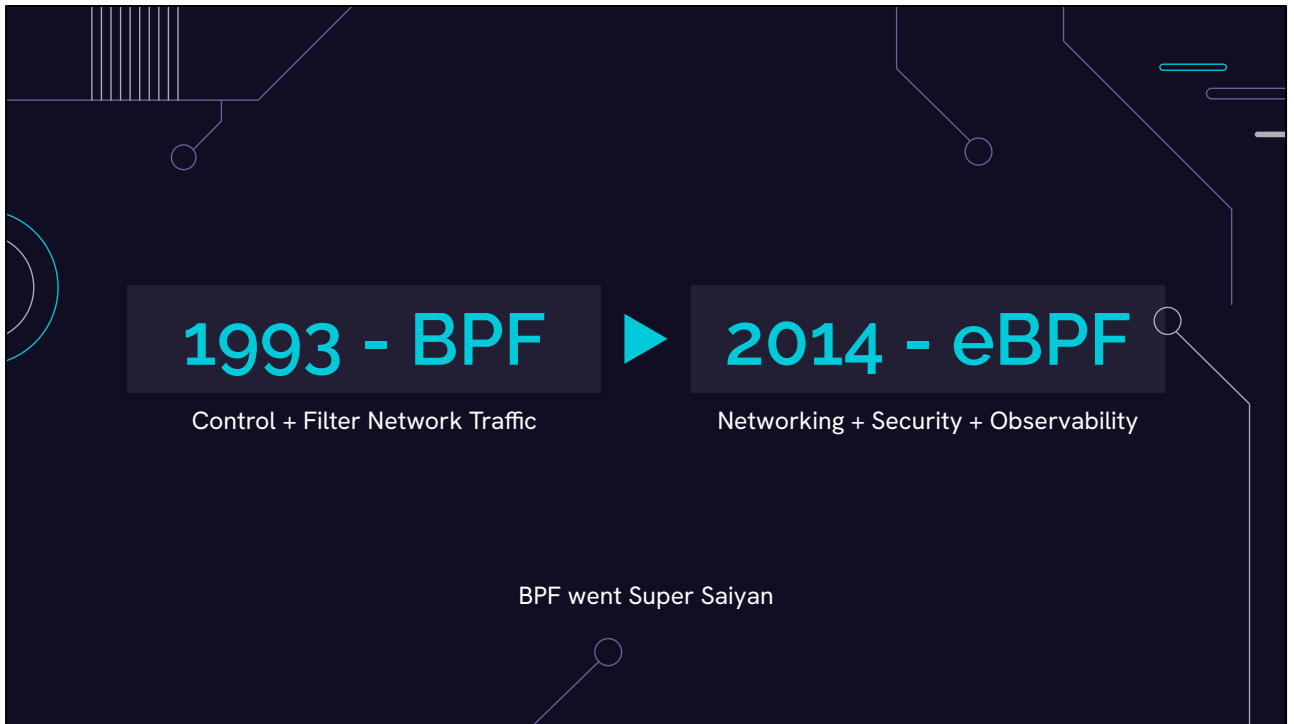 1993 - BPF
2014 - eBPF
Control + Filter Network Traffic
Networking + Security + Observability
BPF went Super Saiyan